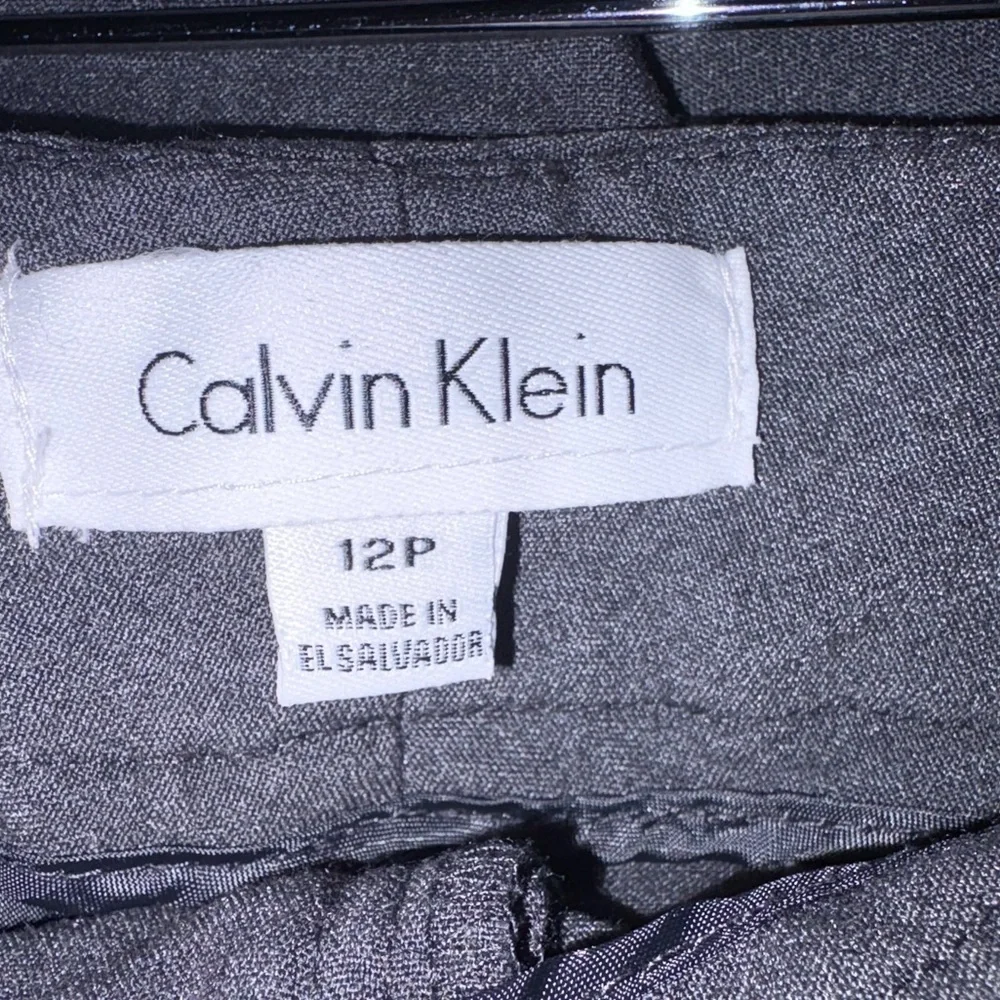 Calvin Klein
12P
MADE IN
EL SALVADOR